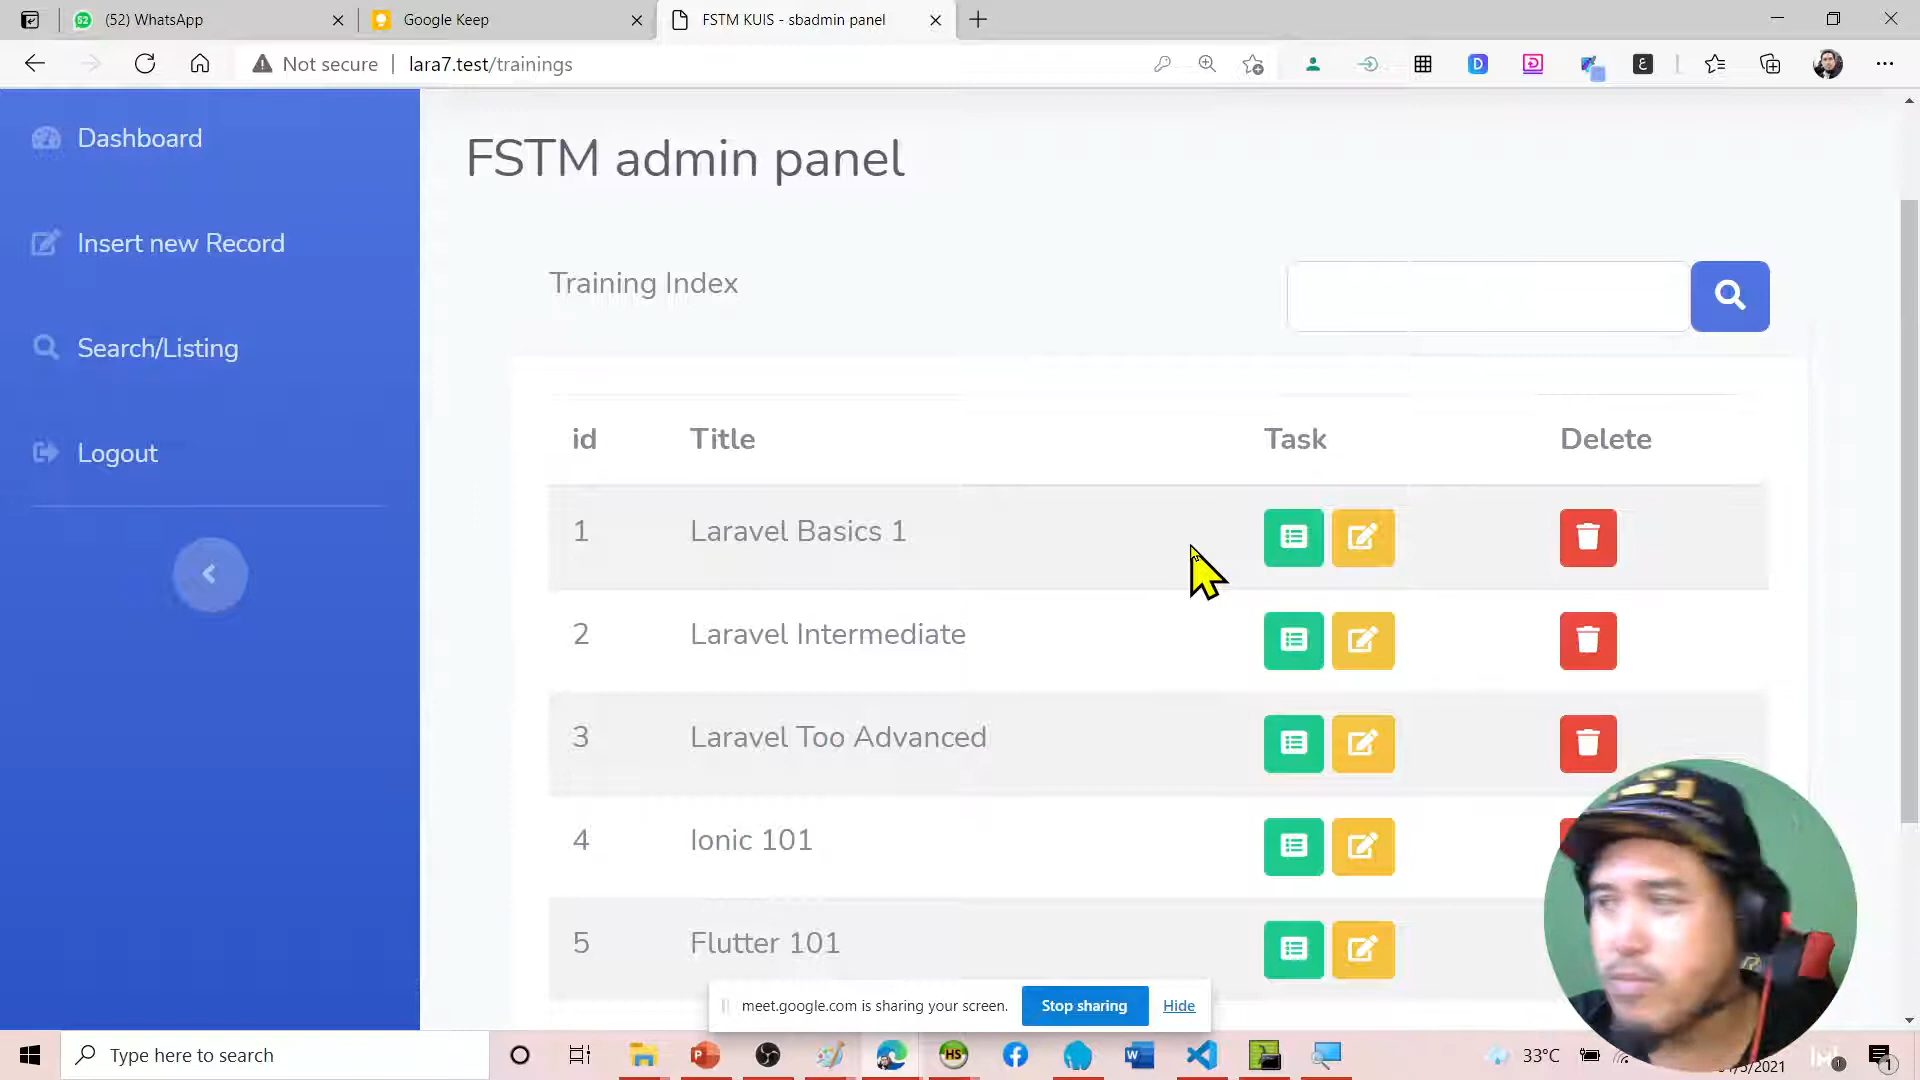 (52) WhatsApp
Google Keep
FSTM KUIS - sbadmin panel
Not secure
lara7.test/trainings
Dashboard
Insert new Record
Search/Listing
Logout
FSTM admin panel
Training Index
id Title Task Delete
1 Laravel Basics 1
2 Laravel Intermediate
3 Laravel Too Advanced
4 Ionic 101
5 Flutter 101
meet.google.com is sharing your screen. Stop sharing Hide
Type here to search
33°C